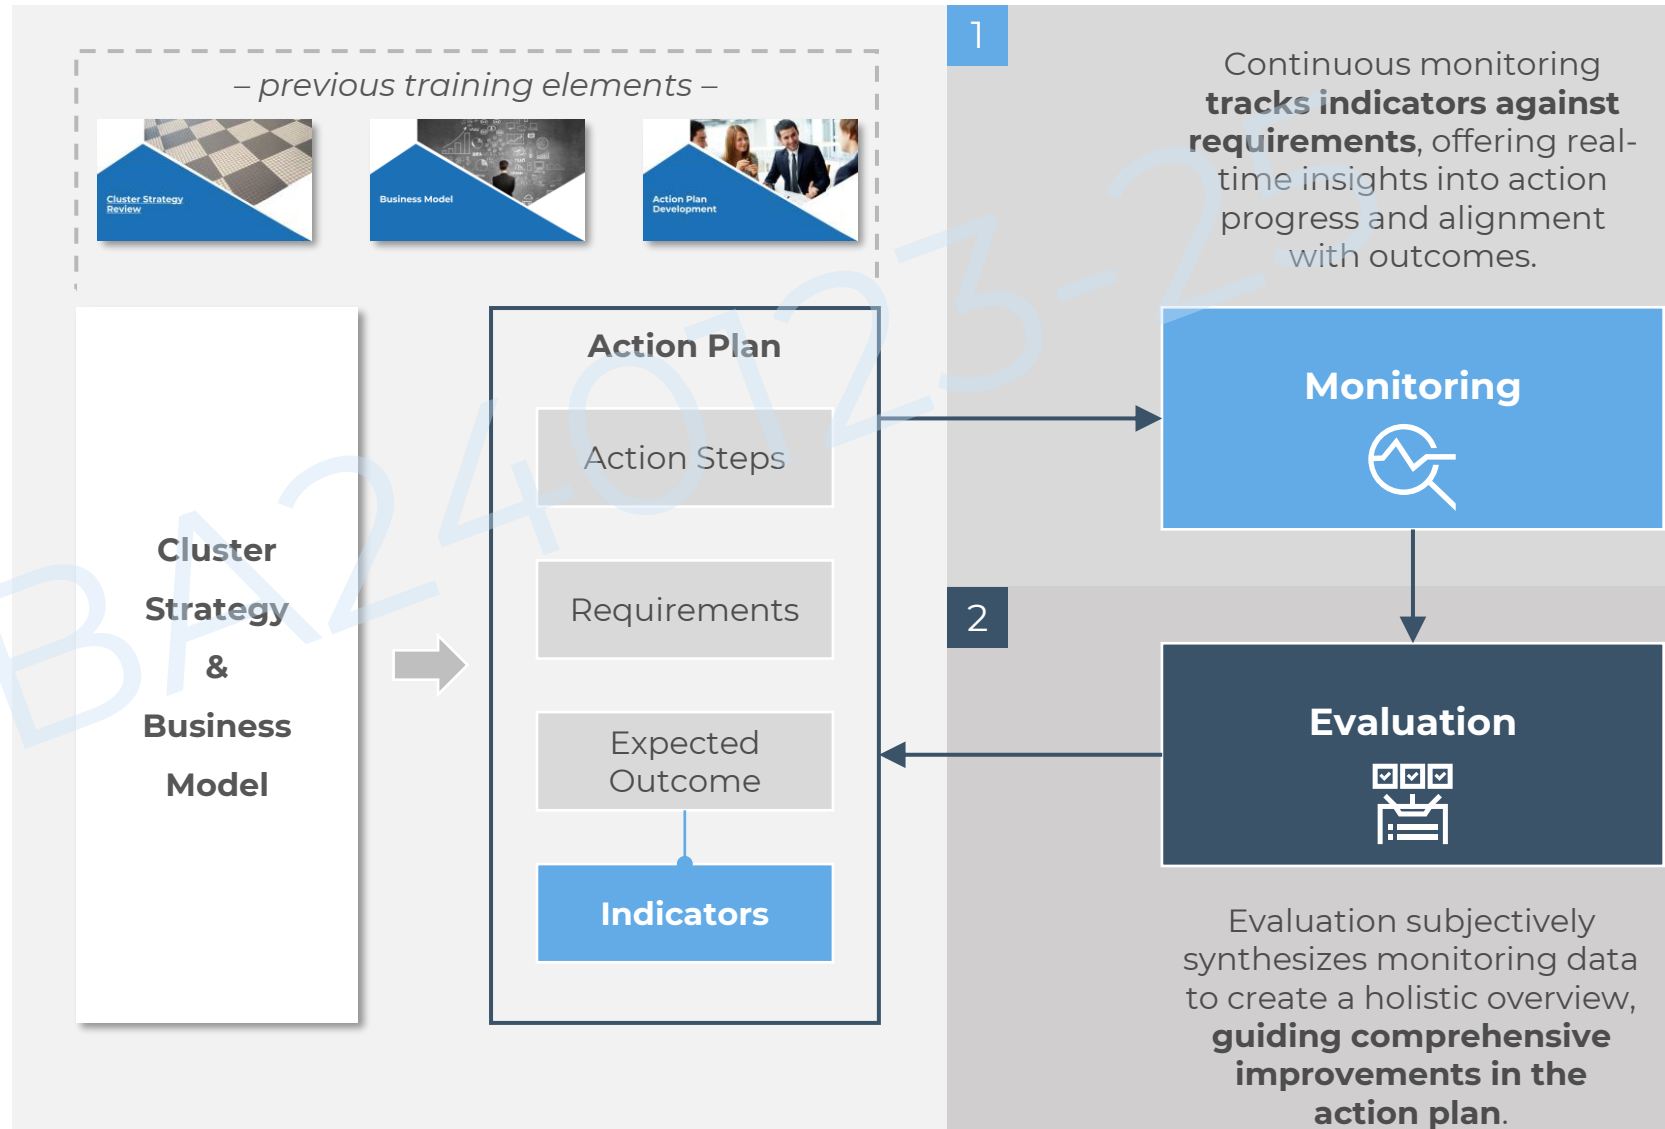 – previous training elements –
Cluster Strategy
Review
Business Model
Action Plan
Development
Cluster
Strategy
&
Business
Model
Action Plan
Action Steps
Requirements
Expected
Outcome
Indicators
1
Continuous monitoring
tracks indicators against
requirements, offering real-
time insights into action
progress and alignment
with outcomes.
Monitoring
2
Evaluation
Evaluation subjectively
synthesizes monitoring data
to create a holistic overview,
guiding comprehensive
improvements in the
action plan.
BA240123-25